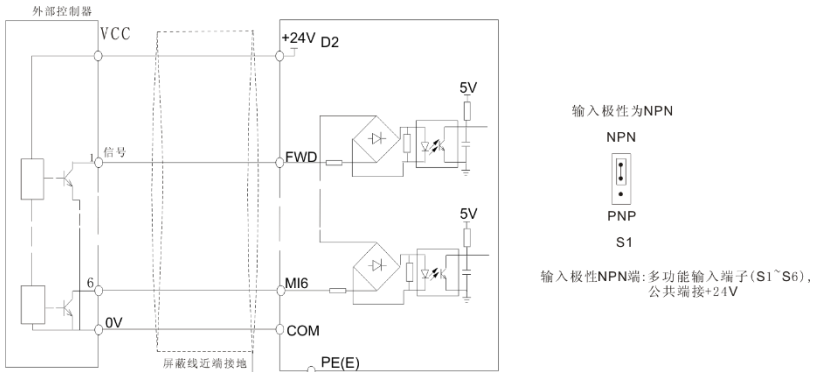 外部控制器
VCC
+24V D2
5V
输入极性为NPN
NPN
1 信号
FWD
PNP
5V
S1
输入极性NPN端:多功能输入端子(S1~S6),
公共端接+24V
6
MI6
0V
COM
屏蔽线近端接地
PE(E)